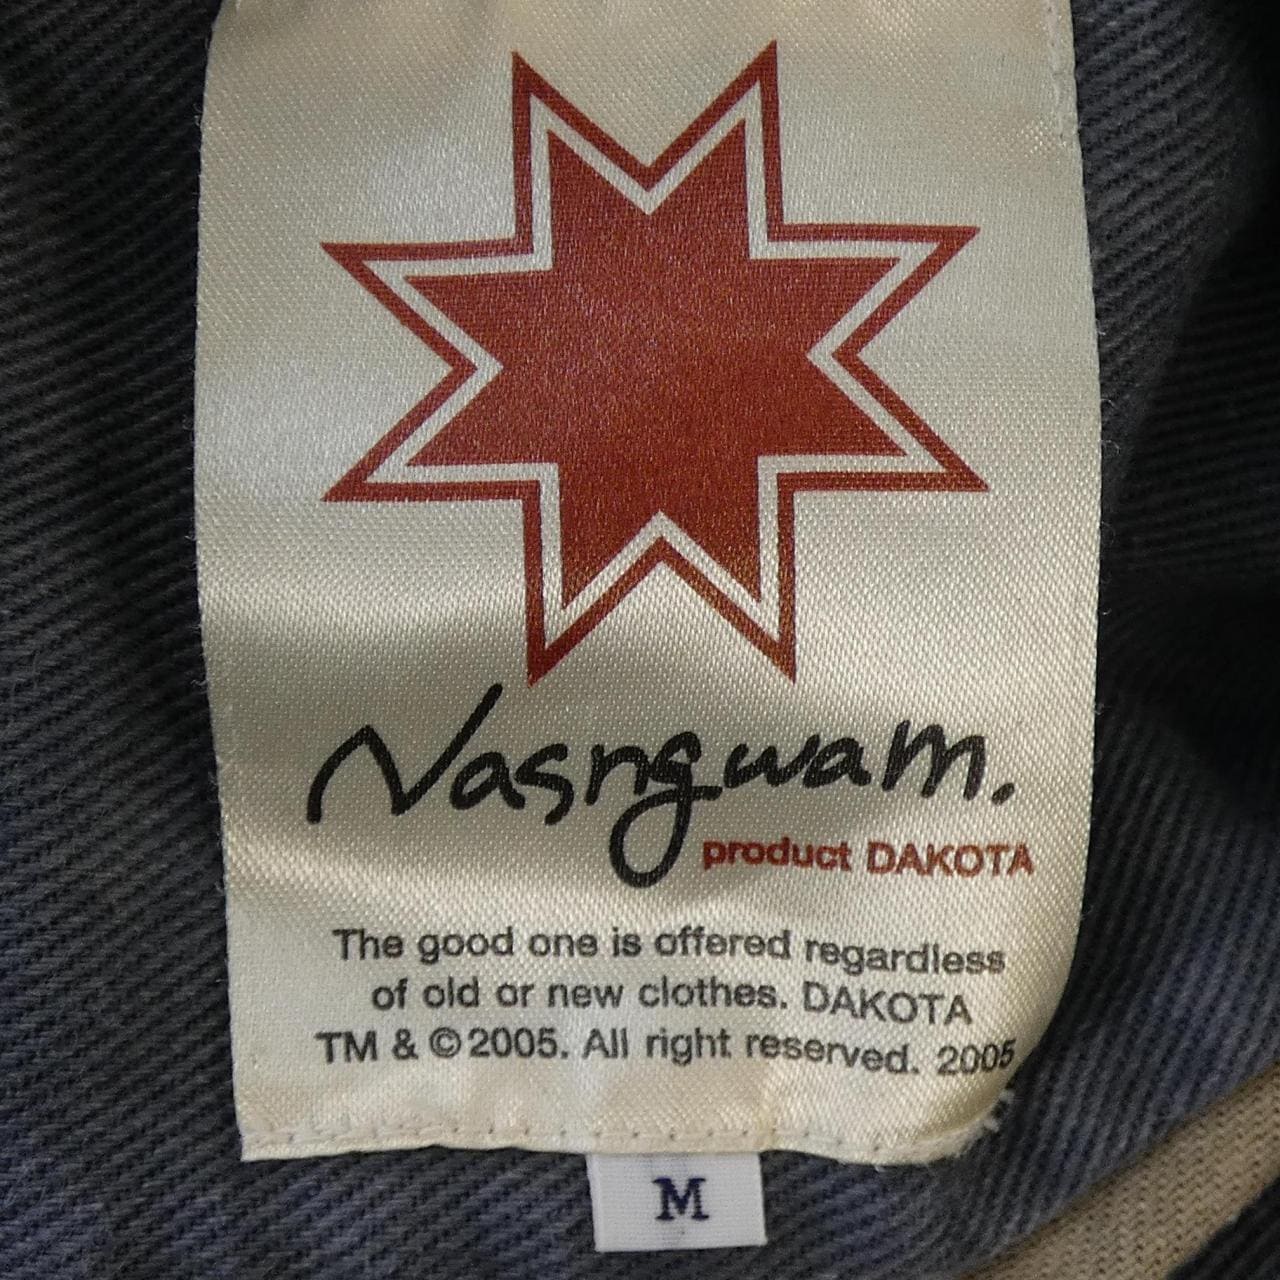 Nasngwam.
product DAKOTA
The good one is offered regardless
of old or new clothes. DAKOTA
TM & ©2005. All right reserved. 2005
M